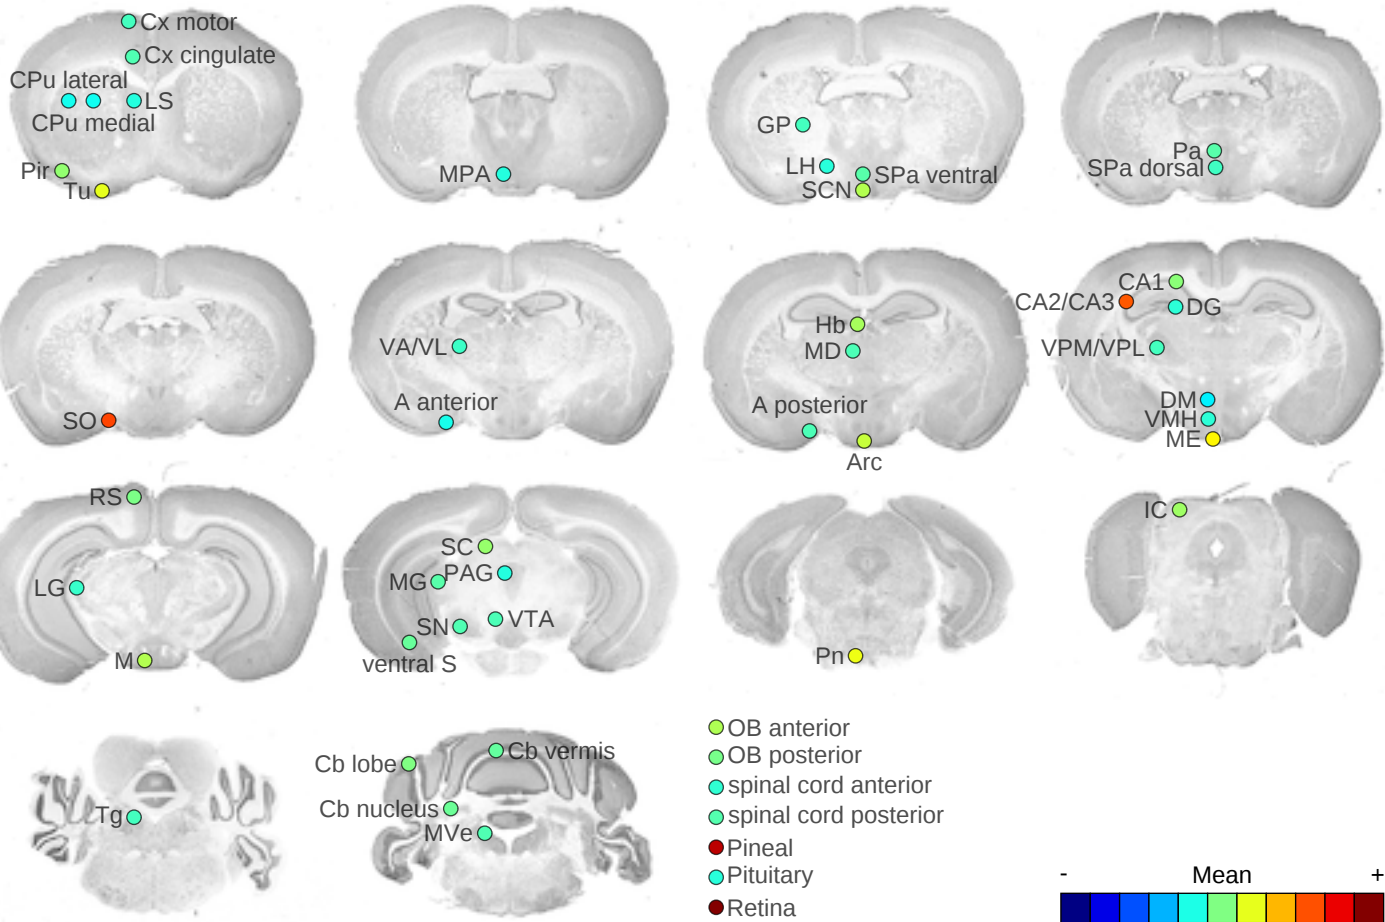 Cx motor
Cx cingulate
CPu lateral
LS
CPu medial
Pir
Tu
MPA
GP
LH
SPa ventral
SCN
Pa
SPa dorsal
SO
VA/VL
A anterior
Hb
MD
A posterior
Arc
CA1
CA2/CA3
DG
VPM/VPL
DM
VMH
ME
RS
LG
M
SC
MG
PAG
SN
VTA
ventral S
Pn
IC
Tg
Cb lobe
Cb vermis
Cb nucleus
MVe
OB anterior
OB posterior
spinal cord anterior
spinal cord posterior
Pineal
Pituitary
Retina
- Mean +